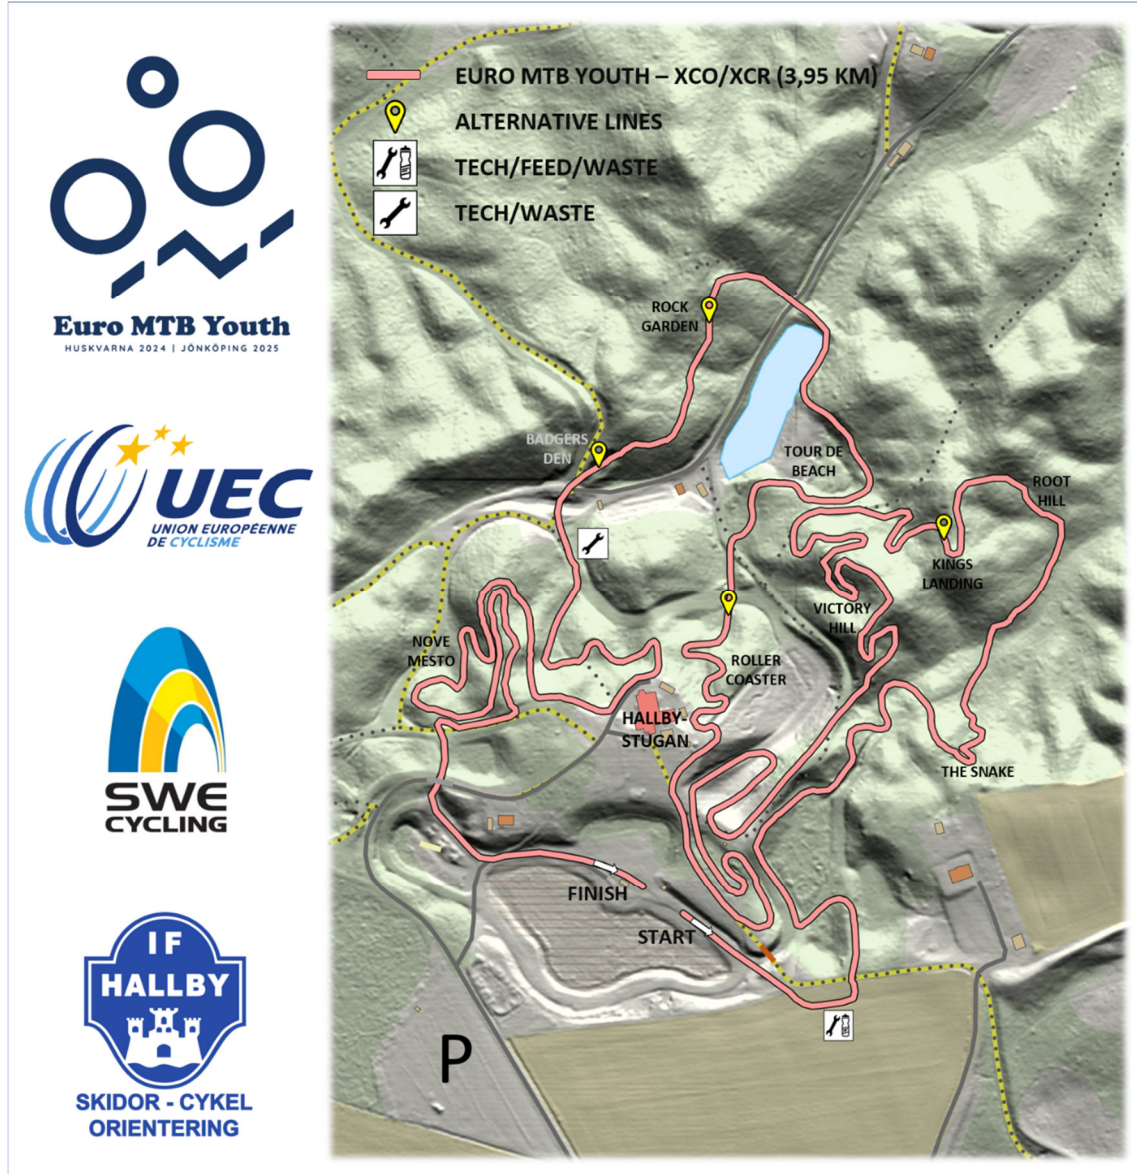 Euro MTB Youth
HUSKVARNA 2024 | JÖNKÖPING 2025
UEC
UNION EUROPÉENNE
DE CYCLISME
SWE
CYCLING
IF
HALLBY
SKIDOR - CYKEL
ORIENTERING
EURO MTB YOUTH – XCO/XCR (3,95 KM)
ALTERNATIVE LINES
TECH/FEED/WASTE
TECH/WASTE
ROCK
GARDEN
BADGERS
DEN
TOUR DE
BEACH
ROOT
HILL
KINGS
LANDING
VICTORY
HILL
NOVE
MESTO
ROLLER
COASTER
HALLBY-
STUGAN
THE SNAKE
FINISH
START
P